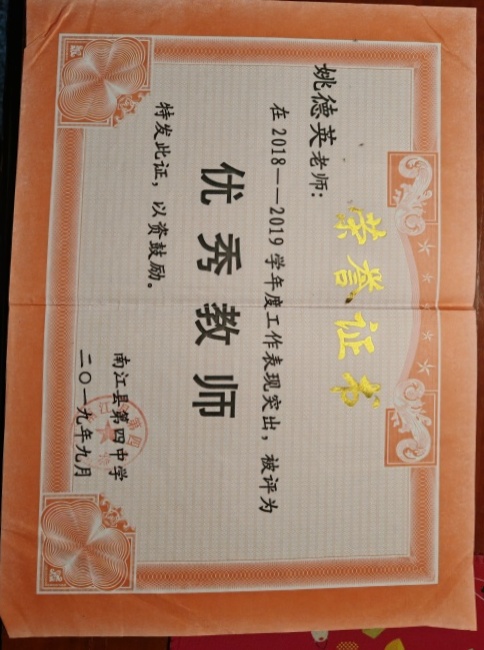 荣誉证书
姚德英老师:
在2018——2019学年度工作表现突出，被评为
优秀教师
特发此证，以资鼓励。
南江县第四中学
二〇一九年九月